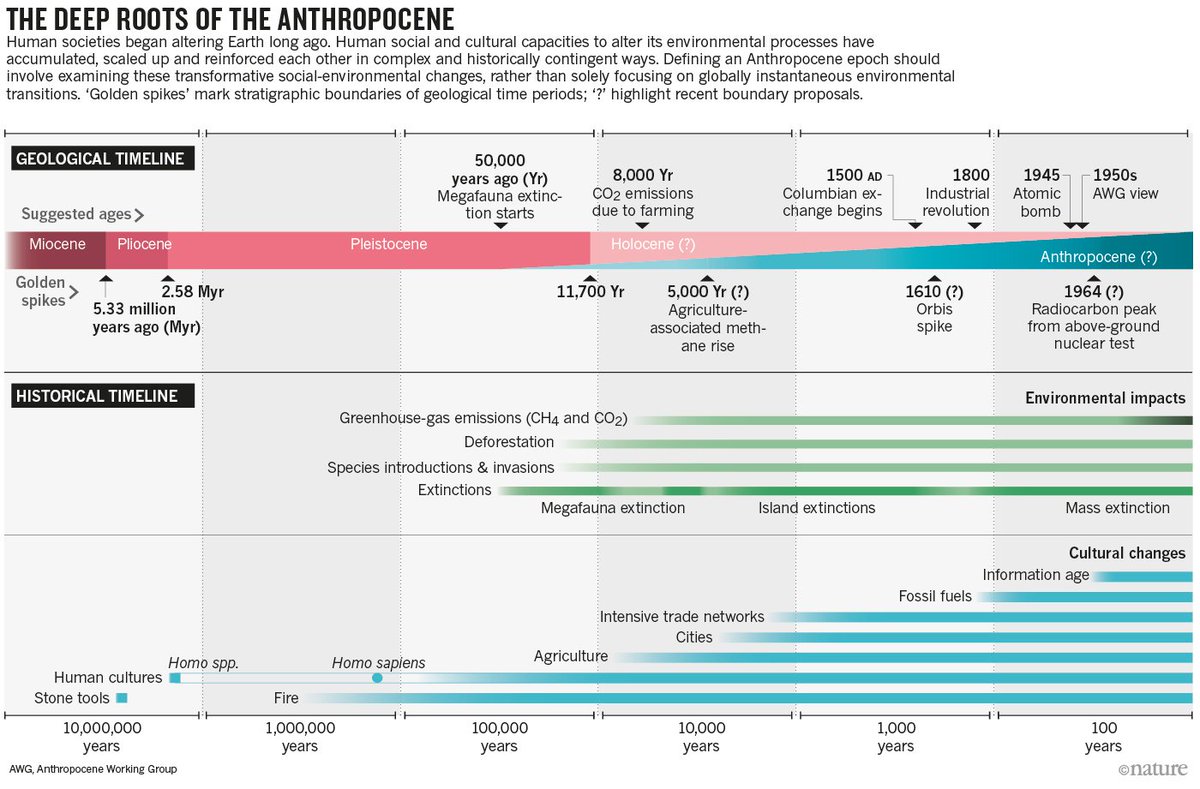 THE DEEP ROOTS OF THE ANTHROPOCENE
Human societies began altering Earth long ago. Human social and cultural capacities to alter its environmental processes have
accumulated, scaled up and reinforced each other in complex and historically contingent ways. Defining an Anthropocene epoch should
involve examining these transformative social-environmental changes, rather than solely focusing on globally instantaneous environmental
transitions. ‘Golden spikes’ mark stratigraphic boundaries of geological time periods; ‘?’ highlight recent boundary proposals.
GEOLOGICAL TIMELINE
Suggested ages
50,000
years ago (Yr)
Megafauna extinc-
tion starts
8,000 Yr
CO2 emissions
due to farming
1500 AD
Columbian ex-
change begins
1800
Industrial
revolution
1945
Atomic
bomb
1950s
AWG view
Miocene
Pliocene
Pleistocene
Holocene (?)
Anthropocene (?)
Golden
spikes
5.33 million
years ago (Myr)
2.58 Myr
11,700 Yr
5,000 Yr (?)
Agriculture-
associated meth-
ane rise
1610 (?)
Orbis
spike
1964 (?)
Radiocarbon peak
from above-ground
nuclear test
HISTORICAL TIMELINE
Environmental impacts
Greenhouse-gas emissions (CH4 and CO2)
Deforestation
Species introductions & invasions
Extinctions
Megafauna extinction
Island extinctions
Mass extinction
Cultural changes
Information age
Fossil fuels
Intensive trade networks
Cities
Agriculture
Homo spp.
Homo sapiens
Human cultures
Stone tools
Fire
10,000,000
years
1,000,000
years
100,000
years
10,000
years
1,000
years
100
years
AWG, Anthropocene Working Group
©nature